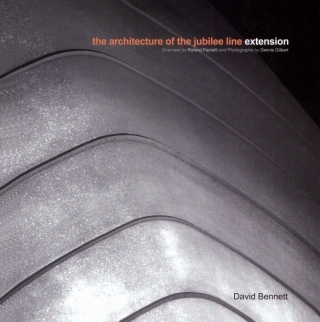 the architecture of the jubilee line extension
Overview by Roland Paoletti and Photographs by Dennis Gilbert
David Bennett